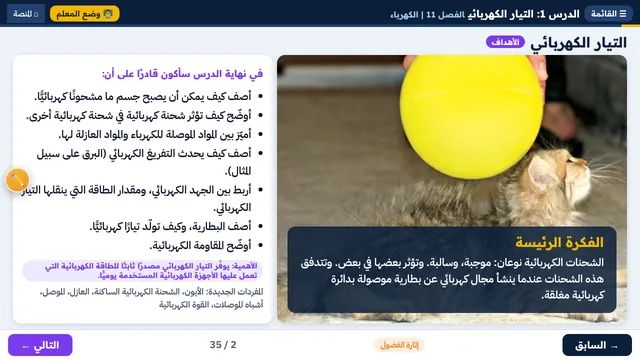 ☰ القائمة
الدرس 1: التيار الكهربائي
الفصل 11 | الكهرباء
وضع المعلم
المنصة
التيار الكهربائي
الأهداف
الفكرة الرئيسة
الشحنات الكهربائية نوعان: موجبة، وسالبة. وتؤثر بعضها في بعض. وتتدفق
هذه الشحنات عندما ينشأ مجال كهربائي عن بطارية موصولة بدائرة
كهربائية مغلقة.
في نهاية الدرس سأكون قادرًا على أن:
• أصف كيف يمكن أن يصبح جسم ما مشحونًا كهربائيًّا.
• أوضّح كيف تؤثر شحنة كهربائية في شحنة كهربائية أخرى.
• أميّز بين المواد الموصلة للكهرباء والمواد العازلة لها.
• أصف كيف يحدث التفريغ الكهربائي (البرق على سبيل
المثال).
• أربط بين الجهد الكهربائي، ومقدار الطاقة التي ينقلها التيار
الكهربائي.
• أصف البطارية، وكيف تولّد تيارًا كهربائيًّا.
• أوضّح المقاومة الكهربائية.
الأهمية: يوفّر التيار الكهربائي مصدرًا ثابتًا للطاقة الكهربائية التي
تعمل عليها الأجهزة الكهربائية المستخدمة يوميًّا.
المفردات الجديدة: الأيون، الشحنة الكهربائية الساكنة، العازل، الموصل،
أشباه الموصلات، القوة الكهربائية
→ السابق
إثارة الفضول
2 / 35
التالي ←